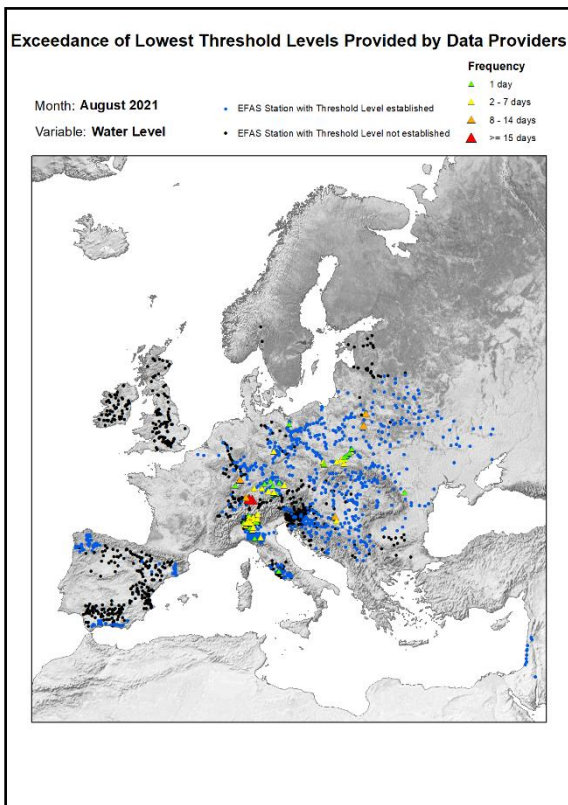 Exceedance of Lowest Threshold Levels Provided by Data Providers
Frequency
1 day
2 - 7 days
8 - 14 days
>= 15 days
Month: August 2021
EFAS Station with Threshold Level established
Variable: Water Level
EFAS Station with Threshold Level not established